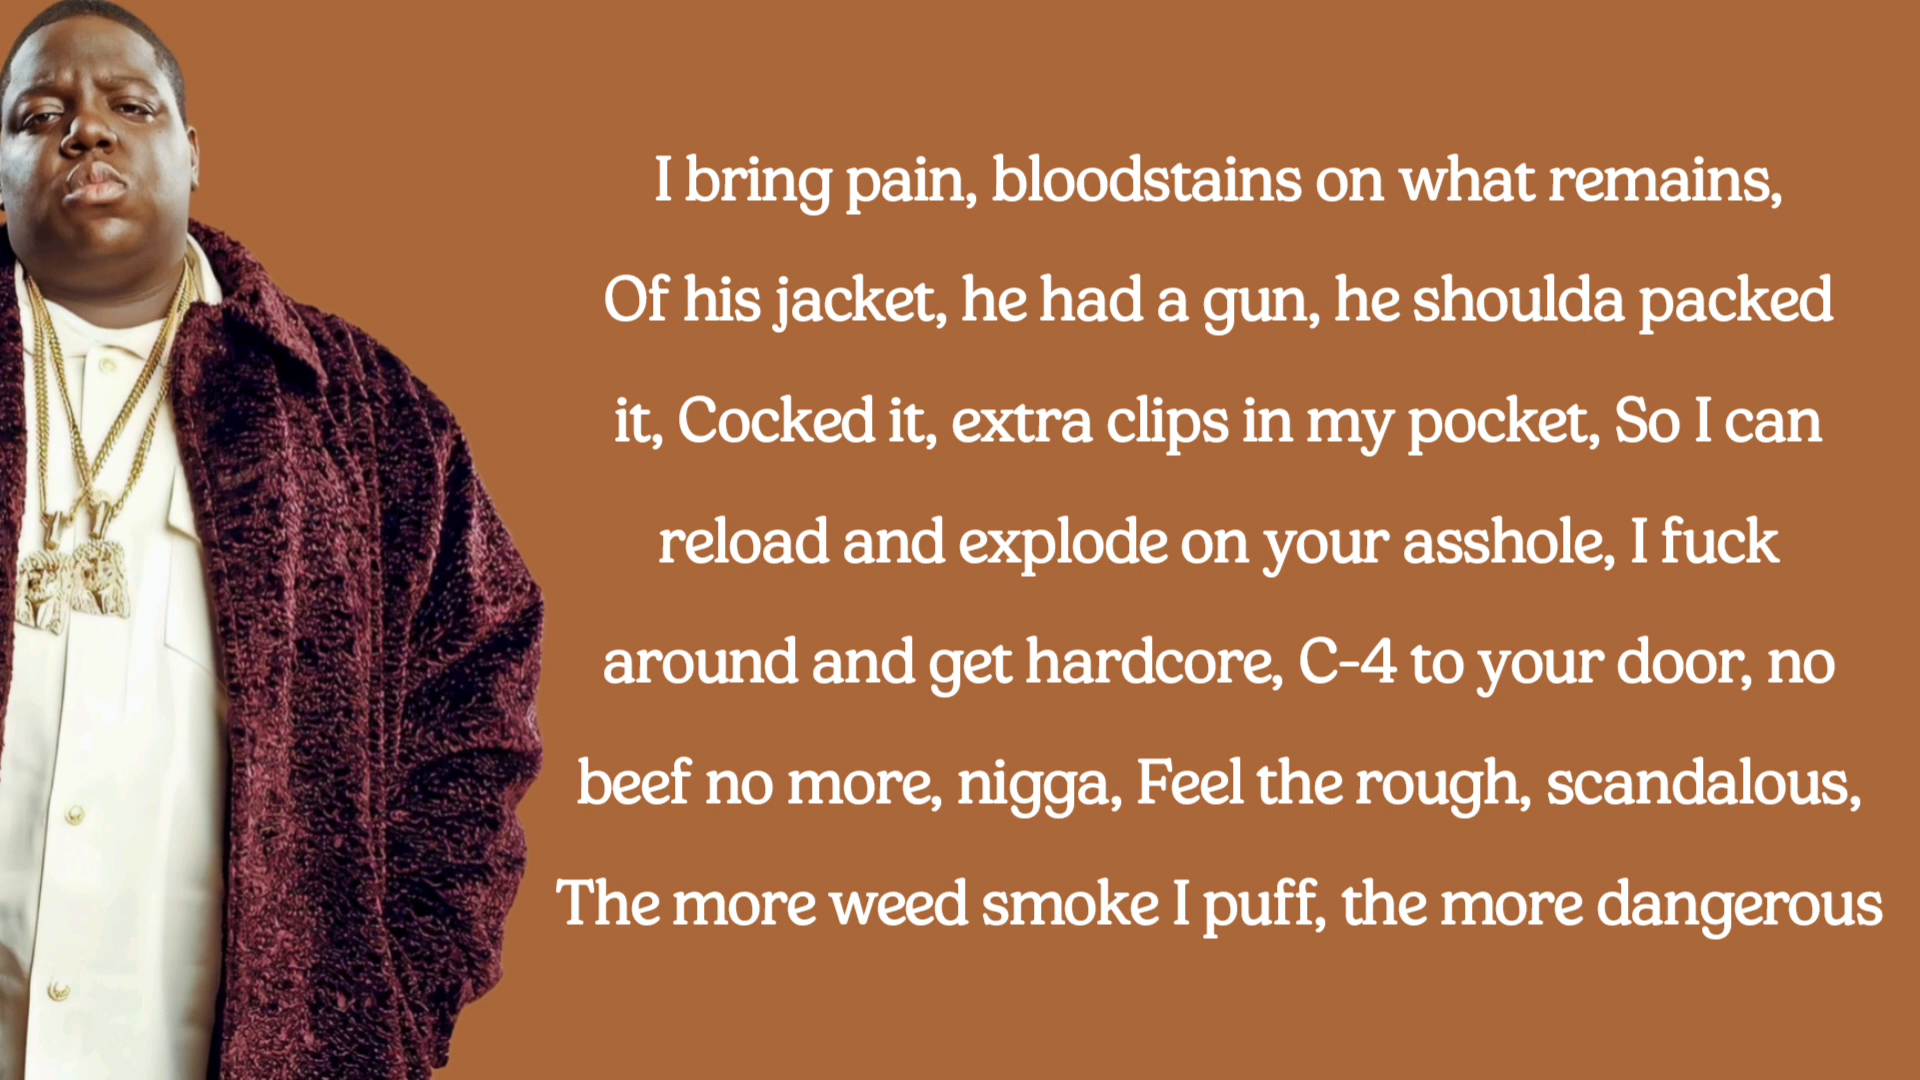 I bring pain, bloodstains on what remains,
Of his jacket, he had a gun, he shoulda packed
it, Cocked it, extra clips in my pocket, So I can
reload and explode on your asshole, I fuck
around and get hardcore, C-4 to your door, no
beef no more, nigga, Feel the rough, scandalous,
The more weed smoke I puff, the more dangerous